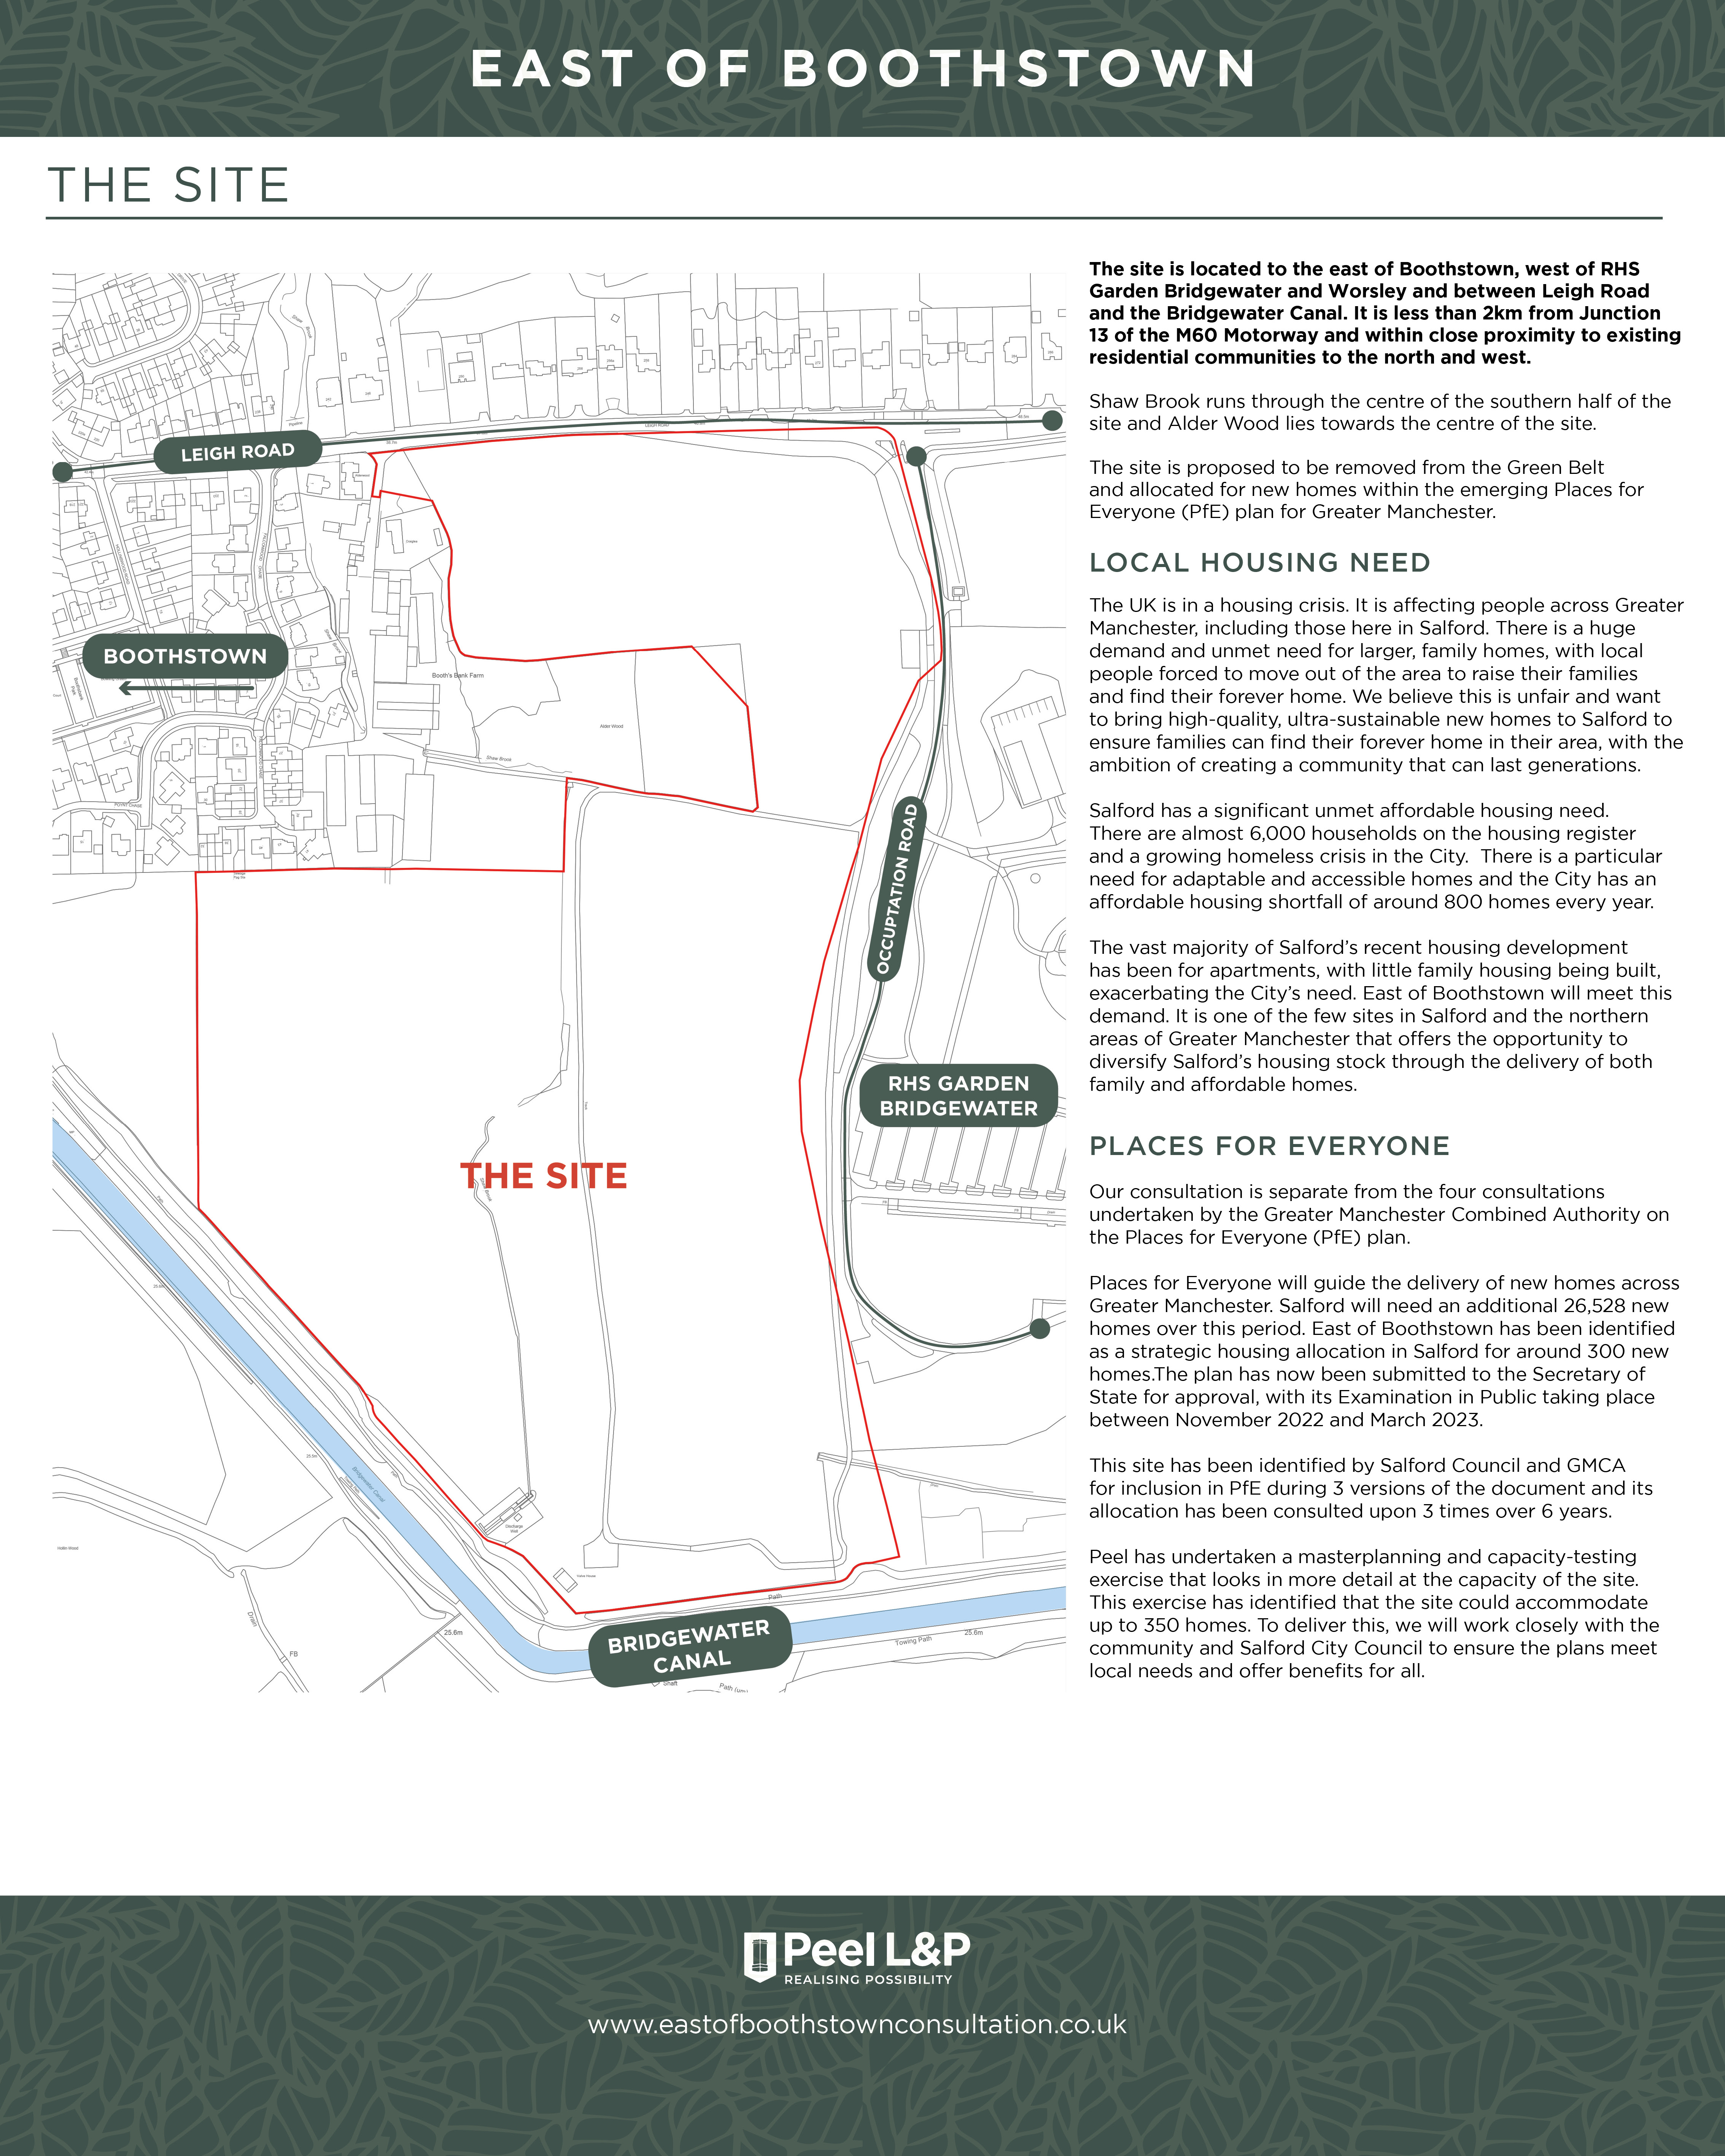 EAST OF BOOTHSTOWN
THE SITE
LEIGH ROAD
LEIGH ROAD
BOOTHSTOWN
Booth's Bank Farm
Alder Wood
Shaw Brook
OCCUPTATION ROAD
RHS GARDEN
BRIDGEWATER
THE SITE
Bridgewater Canal
Discharge
Well
Hollin Wood
Drain
FB
25.6m
Path
BRIDGEWATER
CANAL
Towing Path
25.6m
Shaft
Path (um)
The site is located to the east of Boothstown, west of RHS
Garden Bridgewater and Worsley and between Leigh Road
and the Bridgewater Canal. It is less than 2km from Junction
13 of the M60 Motorway and within close proximity to existing
residential communities to the north and west.
Shaw Brook runs through the centre of the southern half of the
site and Alder Wood lies towards the centre of the site.
The site is proposed to be removed from the Green Belt
and allocated for new homes within the emerging Places for
Everyone (PfE) plan for Greater Manchester.
LOCAL HOUSING NEED
The UK is in a housing crisis. It is affecting people across Greater
Manchester, including those here in Salford. There is a huge
demand and unmet need for larger, family homes, with local
people forced to move out of the area to raise their families
and find their forever home. We believe this is unfair and want
to bring high-quality, ultra-sustainable new homes to Salford to
ensure families can find their forever home in their area, with the
ambition of creating a community that can last generations.
Salford has a significant unmet affordable housing need.
There are almost 6,000 households on the housing register
and a growing homeless crisis in the City. There is a particular
need for adaptable and accessible homes and the City has an
affordable housing shortfall of around 800 homes every year.
The vast majority of Salford's recent housing development
has been for apartments, with little family housing being built,
exacerbating the City's need. East of Boothstown will meet this
demand. It is one of the few sites in Salford and the northern
areas of Greater Manchester that offers the opportunity to
diversify Salford's housing stock through the delivery of both
family and affordable homes.
PLACES FOR EVERYONE
Our consultation is separate from the four consultations
undertaken by the Greater Manchester Combined Authority on
the Places for Everyone (PfE) plan.
Places for Everyone will guide the delivery of new homes across
Greater Manchester. Salford will need an additional 26,528 new
homes over this period. East of Boothstown has been identified
as a strategic housing allocation in Salford for around 300 new
homes.The plan has now been submitted to the Secretary of
State for approval, with its Examination in Public taking place
between November 2022 and March 2023.
This site has been identified by Salford Council and GMCA
for inclusion in PfE during 3 versions of the document and its
allocation has been consulted upon 3 times over 6 years.
Peel has undertaken a masterplanning and capacity-testing
exercise that looks in more detail at the capacity of the site.
This exercise has identified that the site could accommodate
up to 350 homes. To deliver this, we will work closely with the
community and Salford City Council to ensure the plans meet
local needs and offer benefits for all.
Peel L&P
REALISING POSSIBILITY
www.eastofboothstownconsultation.co.uk